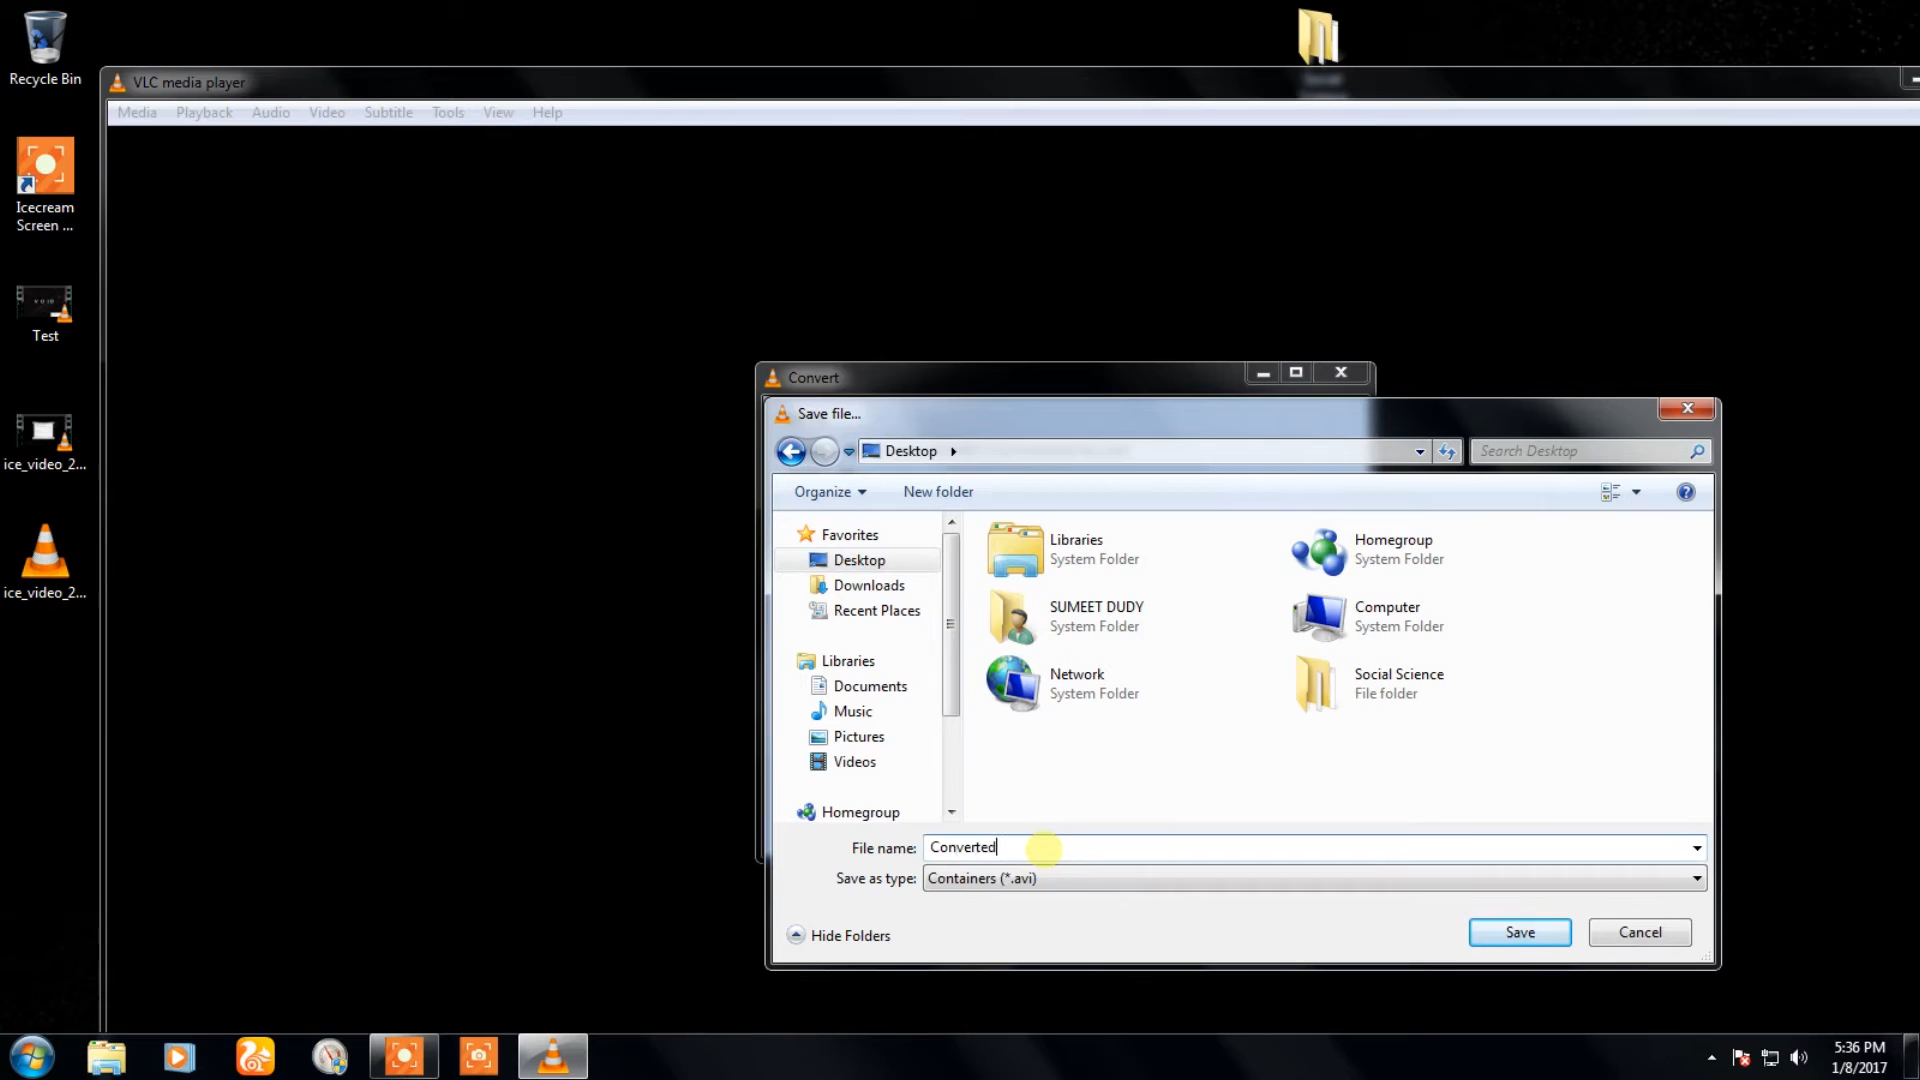 Recycle Bin
VLC media player
Media Playback Audio Video Subtitle Tools View Help
Icecream
Screen ...
Test
ice_video_2...
ice_video_2...
Convert
Save file...
Desktop
Search Desktop
Organize
New folder
Favorites
Desktop
Downloads
Recent Places
Libraries
Documents
Music
Pictures
Videos
Homegroup
Libraries
System Folder
Homegroup
System Folder
SUMEET DUDY
System Folder
Computer
System Folder
Network
System Folder
Social Science
File folder
File name: Converted
Save as type: Containers (*.avi)
Hide Folders
Save
Cancel
5:36 PM
1/8/2017